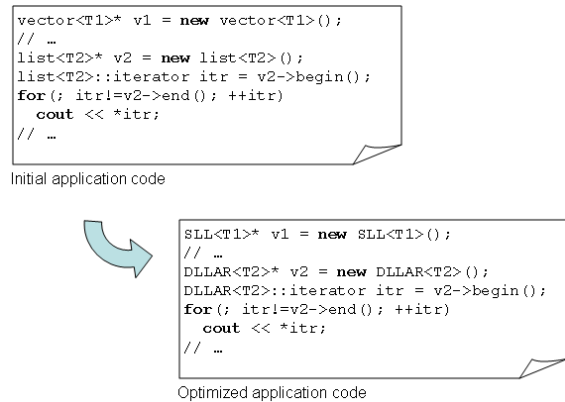 vector<T1>* v1 = new vector<T1>();
// …
list<T2>* v2 = new list<T2>();
list<T2>::iterator itr = v2->begin();
for(; itr!=v2->end(); ++itr)
cout << *itr;
// …
Initial application code
SLL<T1>* v1 = new SLL<T1>();
// …
DLLAR<T2>* v2 = new DLLAR<T2>();
DLLAR<T2>::iterator itr = v2->begin();
for(; itr!=v2->end(); ++itr)
cout << *itr;
// …
Optimized application code